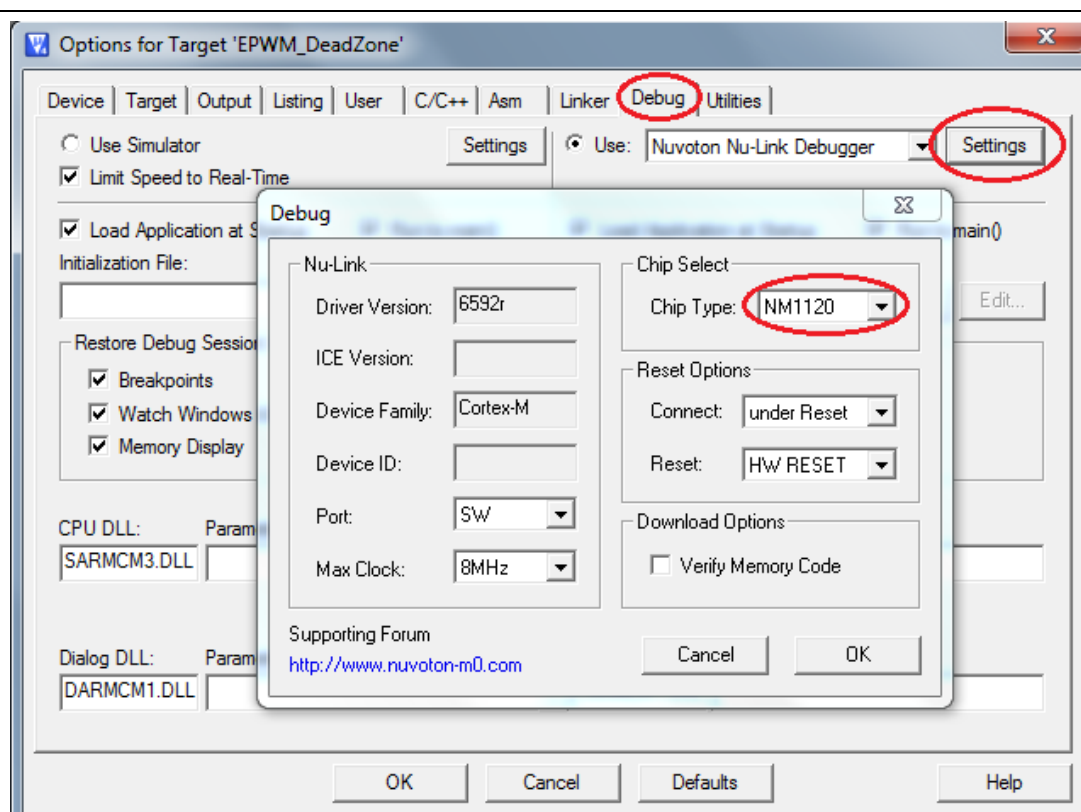 Options for Target 'EPWM_DeadZone'
Device Target Output Listing User C/C++ Asm Linker Debug Utilities
Use Simulator Settings Use: Nuvoton Nu-Link Debugger Settings
Limit Speed to Real-Time
Load Application at main()
Initialization File:
Edit...
Restore Debug Session
Breakpoints
Watch Windows
Memory Display
CPU DLL: Param
SARMCM3.DLL
Dialog DLL: Param
DARMCM1.DLL
OK Cancel Defaults Help
Debug
Nu-Link
Driver Version: 6592r
ICE Version:
Device Family: Cortex-M
Device ID:
Port: SW
Max Clock: 8MHz
Chip Select
Chip Type: NM1120
Reset Options
Connect: under Reset
Reset: HW RESET
Download Options
Verify Memory Code
Supporting Forum
http://www.nuvoton-m0.com
Cancel OK